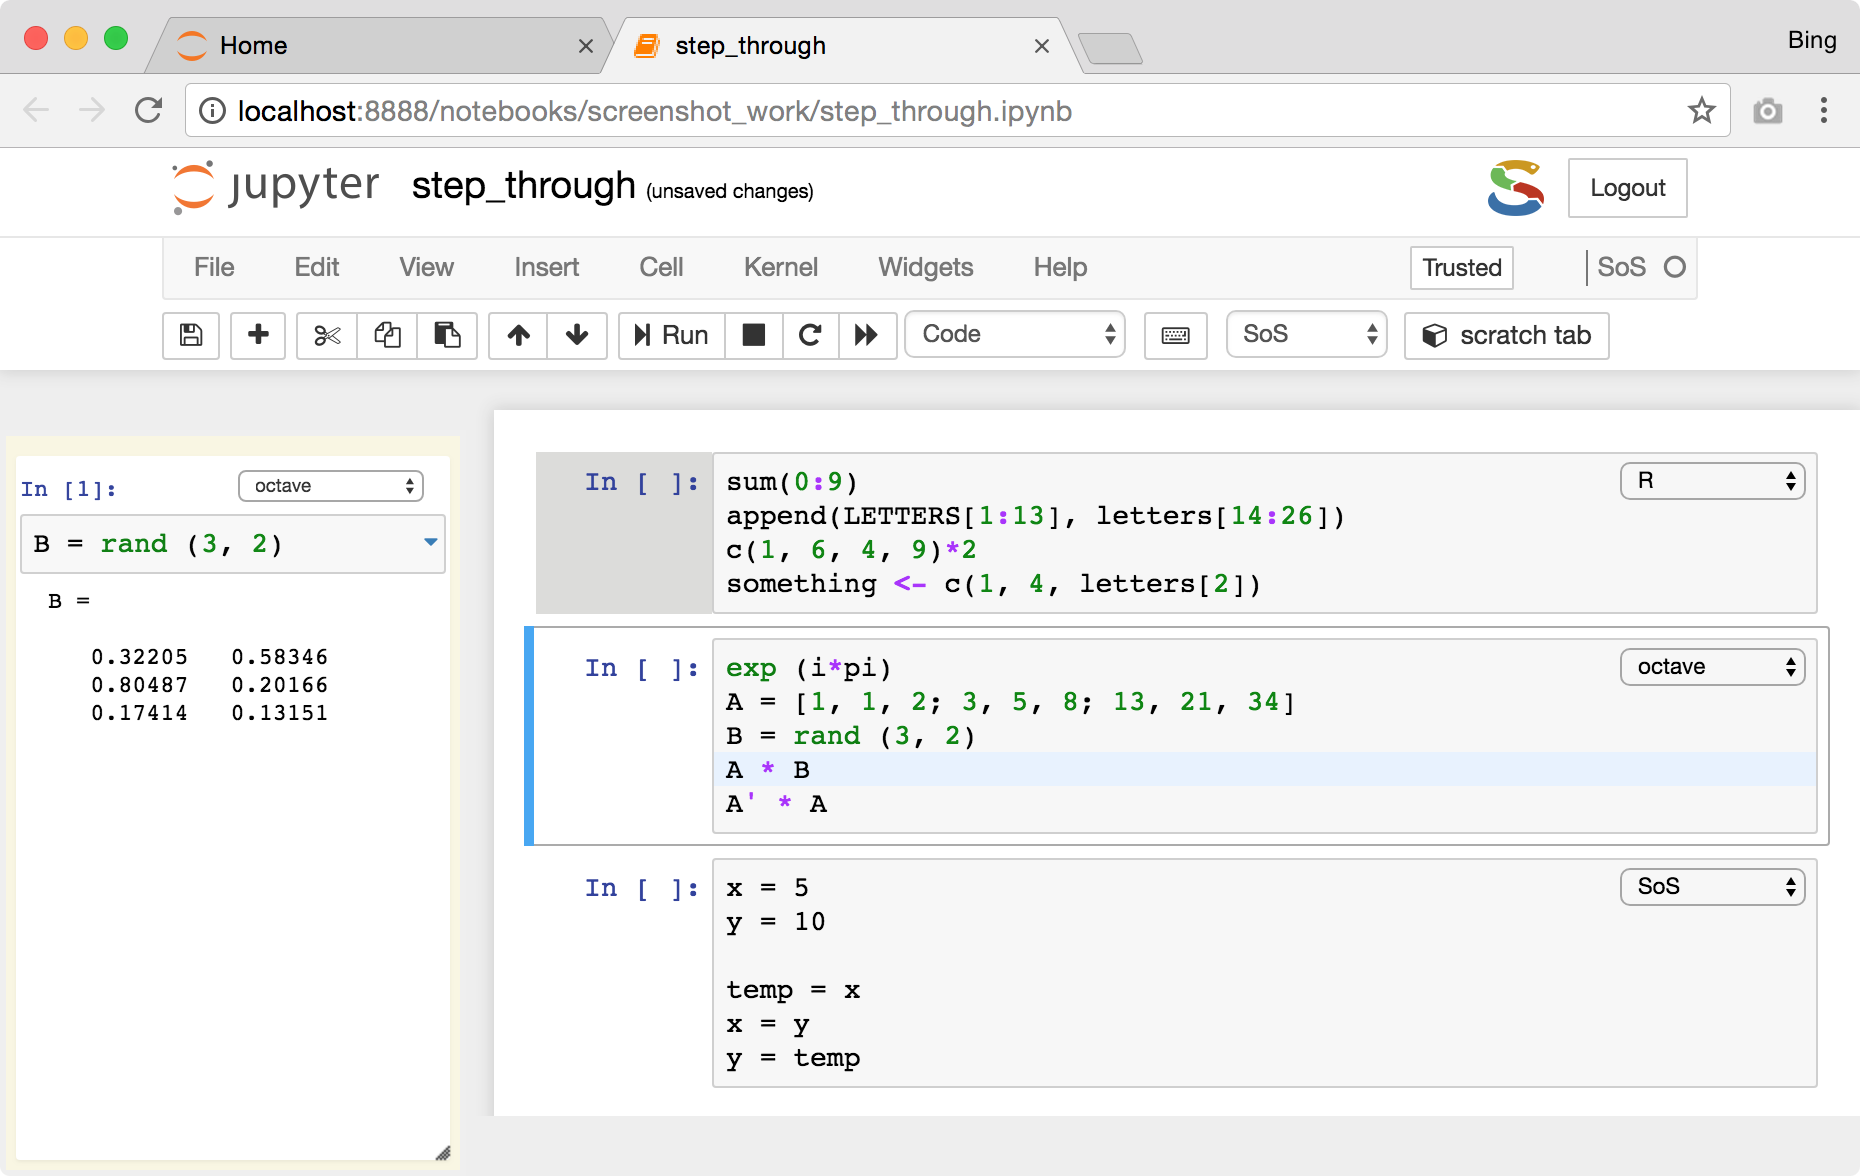 Home
step_through
Bing
localhost:8888/notebooks/screenshot_work/step_through.ipynb
jupyter step_through (unsaved changes)
Logout
File Edit View Insert Cell Kernel Widgets Help Trusted SoS
Run Code SoS scratch tab
In [1]: octave
B = rand (3, 2)
B =
0.32205 0.58346
0.80487 0.20166
0.17414 0.13151
In [ ]: sum(0:9) R
append(LETTERS[1:13], letters[14:26])
c(1, 6, 4, 9)*2
something <- c(1, 4, letters[2])
In [ ]: exp (i*pi) octave
A = [1, 1, 2; 3, 5, 8; 13, 21, 34]
B = rand (3, 2)
A * B
A' * A
In [ ]: x = 5 SoS
y = 10
temp = x
x = y
y = temp